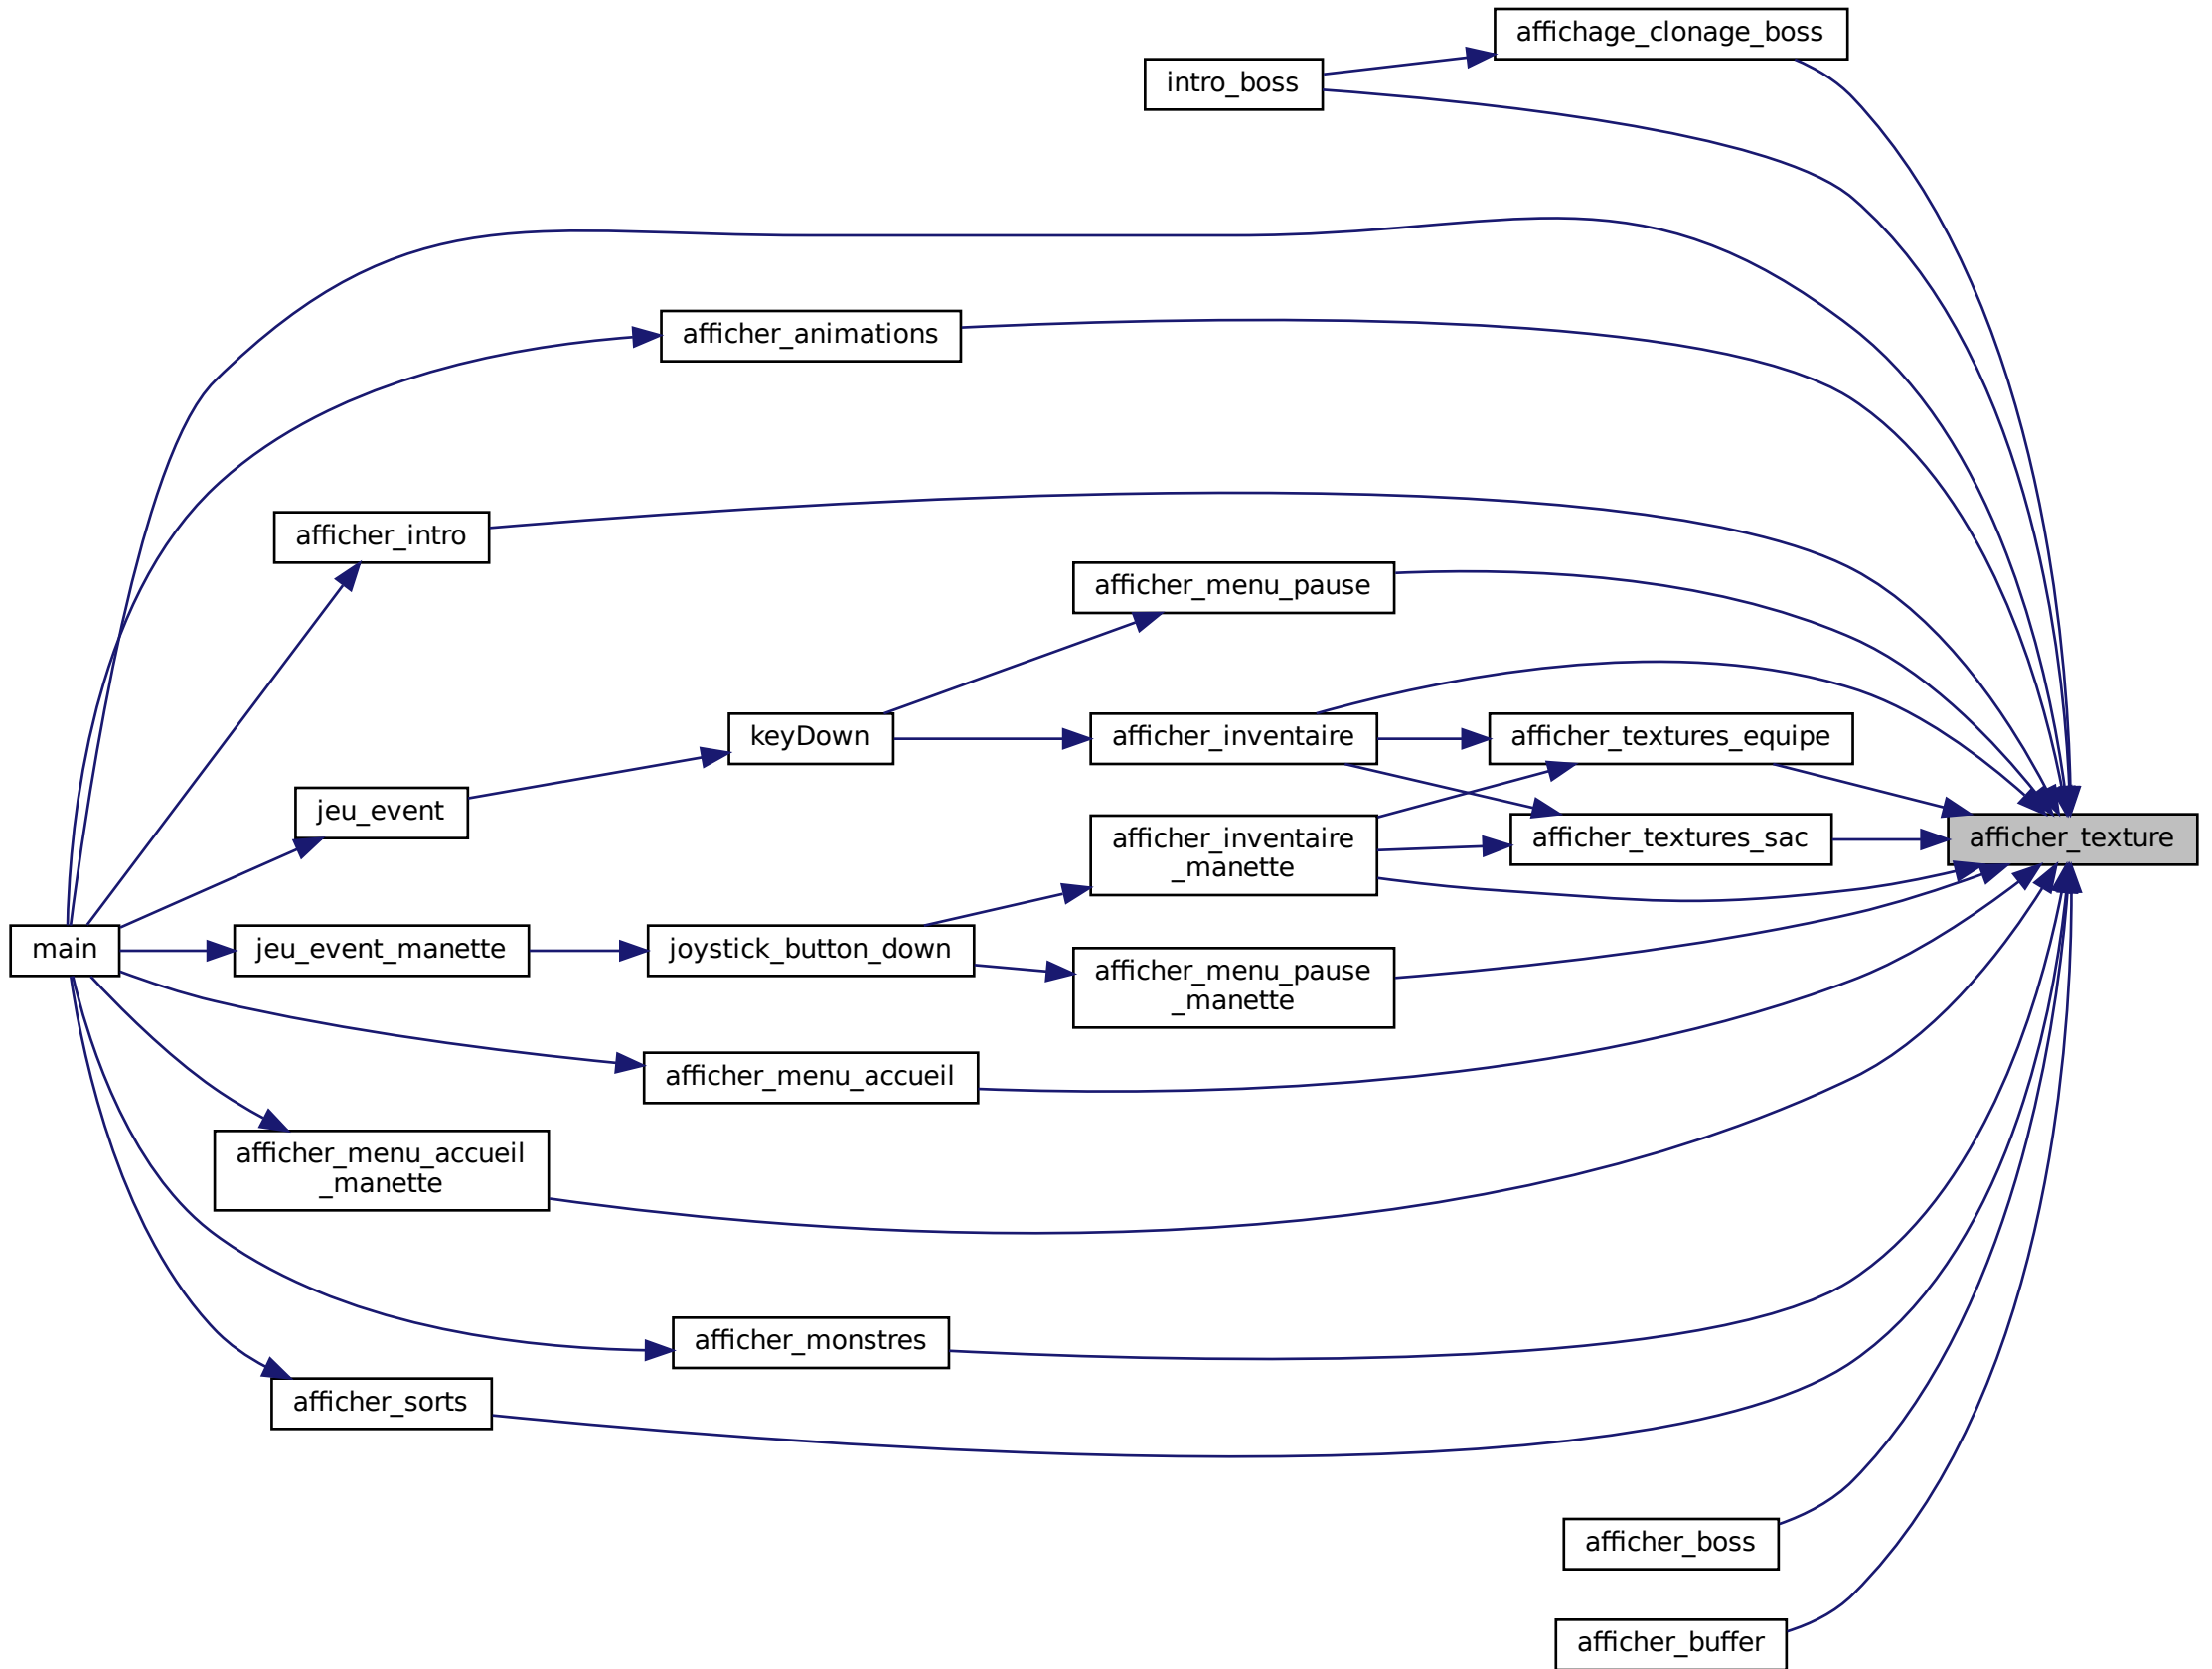 affichage_clonage_boss
intro_boss
afficher_animations
afficher_intro
afficher_menu_pause
keyDown
afficher_inventaire
afficher_textures_equipe
jeu_event
afficher_inventaire
_manette
afficher_textures_sac
afficher_texture
main
jeu_event_manette
joystick_button_down
afficher_menu_pause
_manette
afficher_menu_accueil
afficher_menu_accueil
_manette
afficher_monstres
afficher_sorts
afficher_boss
afficher_buffer